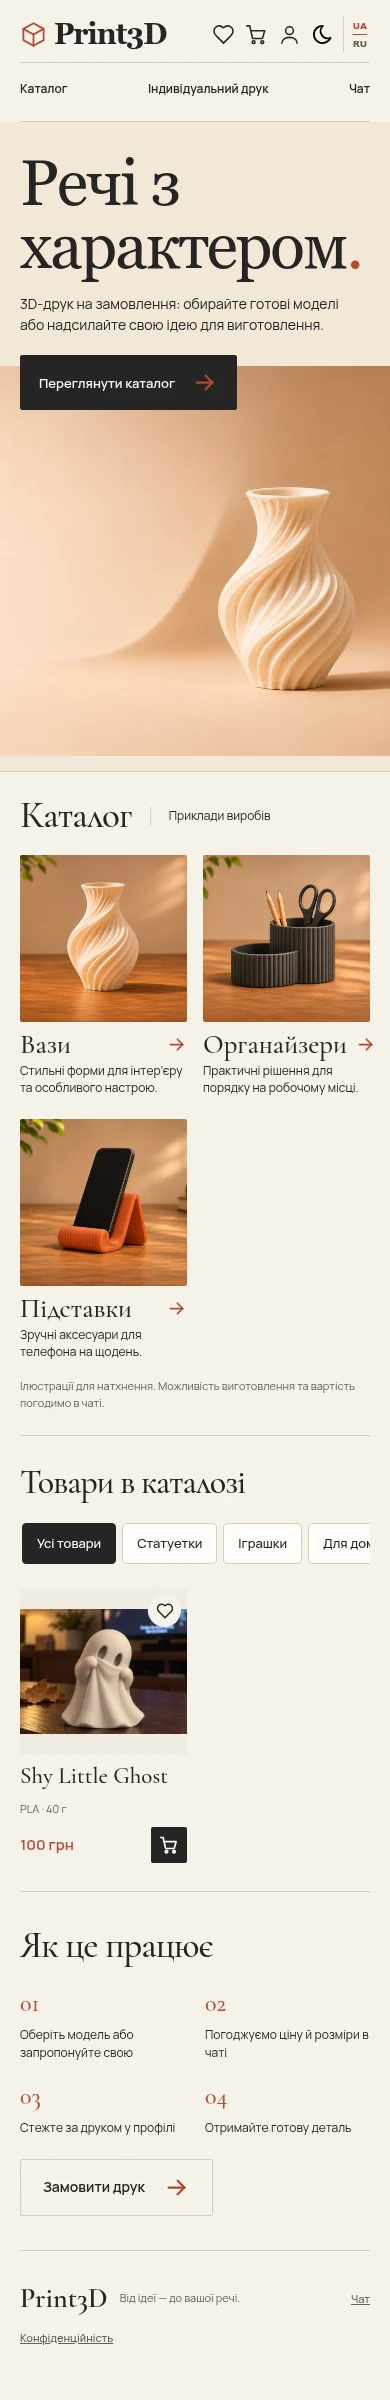 Print3D
UA
RU
Каталог
Індивідуальний друк
Чат
Речі з
характером.
3D-друк на замовлення: обирайте готові моделі
або надсилайте свою ідею для виготовлення.
Переглянути каталог
Каталог
Приклади виробів
Вази
Стильні форми для інтер'єру
та особливого настрою.
Органайзери
Практичні рішення для
порядку на робочому місці.
Підставки
Зручні аксесуари для
телефона на щодень.
Ілюстрації для натхнення. Можливість виготовлення та вартість
погодимо в чаті.
Товари в каталозі
Усі товари
Статуетки
Іграшки
Для дом
Shy Little Ghost
PLA · 40 г
100 грн
Як це працює
01
Оберіть модель або
запропонуйте свою
02
Погоджуємо ціну й розміри в
чаті
03
Стежте за друком у профілі
04
Отримайте готову деталь
Замовити друк
Print3D
Від ідеї — до вашої речі.
Чат
Конфіденційність